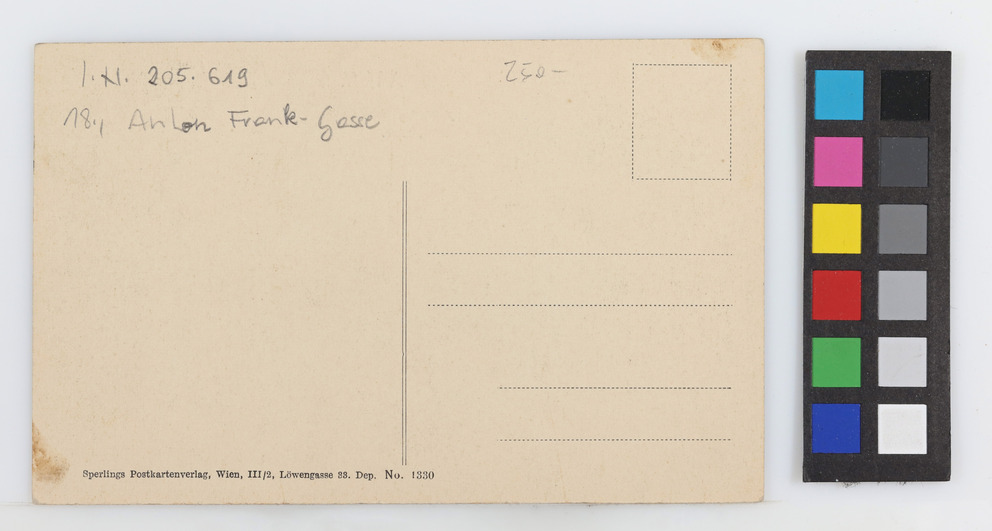 I.N. 205.619
250-
18., Anton Frank-Gasse
Sperlings Postkartenverlag, Wien, III/2, Löwengasse 33. Dep. No. 1330